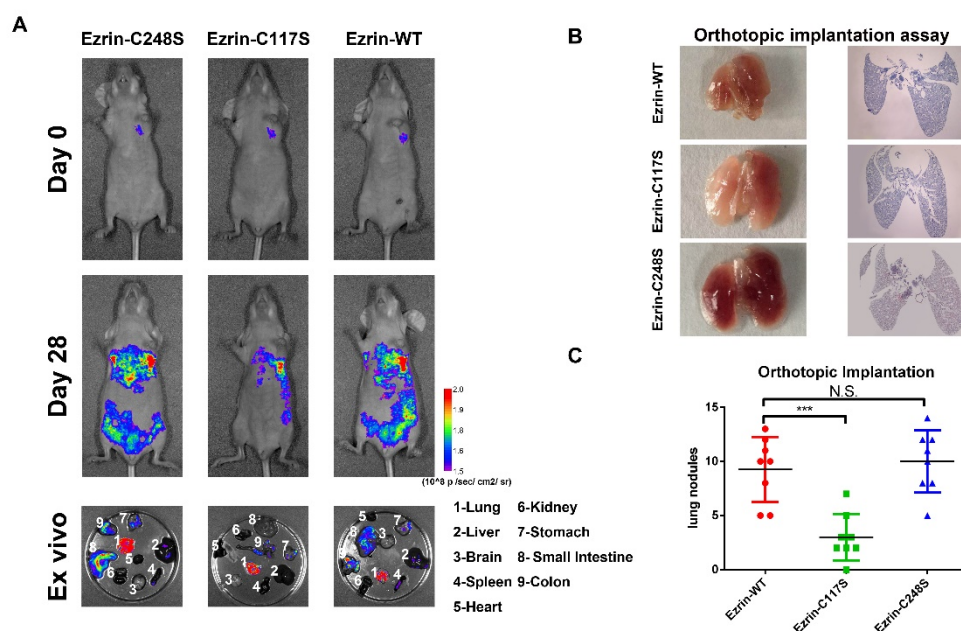 A
Ezrin-C248S Ezrin-C117S Ezrin-WT
Day 0
Day 28
2.0
1.9
1.8
1.6
1.5
(10^8 p /sec/ cm2/ sr)
Ex vivo
9 7
1
8 5
2
6 3 4
8
5 6
9 7
1
3 2
4
5
8 3 7
9 2
6 1 4
1-Lung 6-Kidney
2-Liver 7-Stomach
3-Brain 8- Small Intestine
4-Spleen 9-Colon
5-Heart
B
Orthotopic implantation assay
Ezrin-WT
Ezrin-C117S
Ezrin-C248S
C
Orthotopic Implantation
N.S.
***
15
10
5
0
lung nodules
Ezrin-WT
Ezrin-C117S
Ezrin-C248S